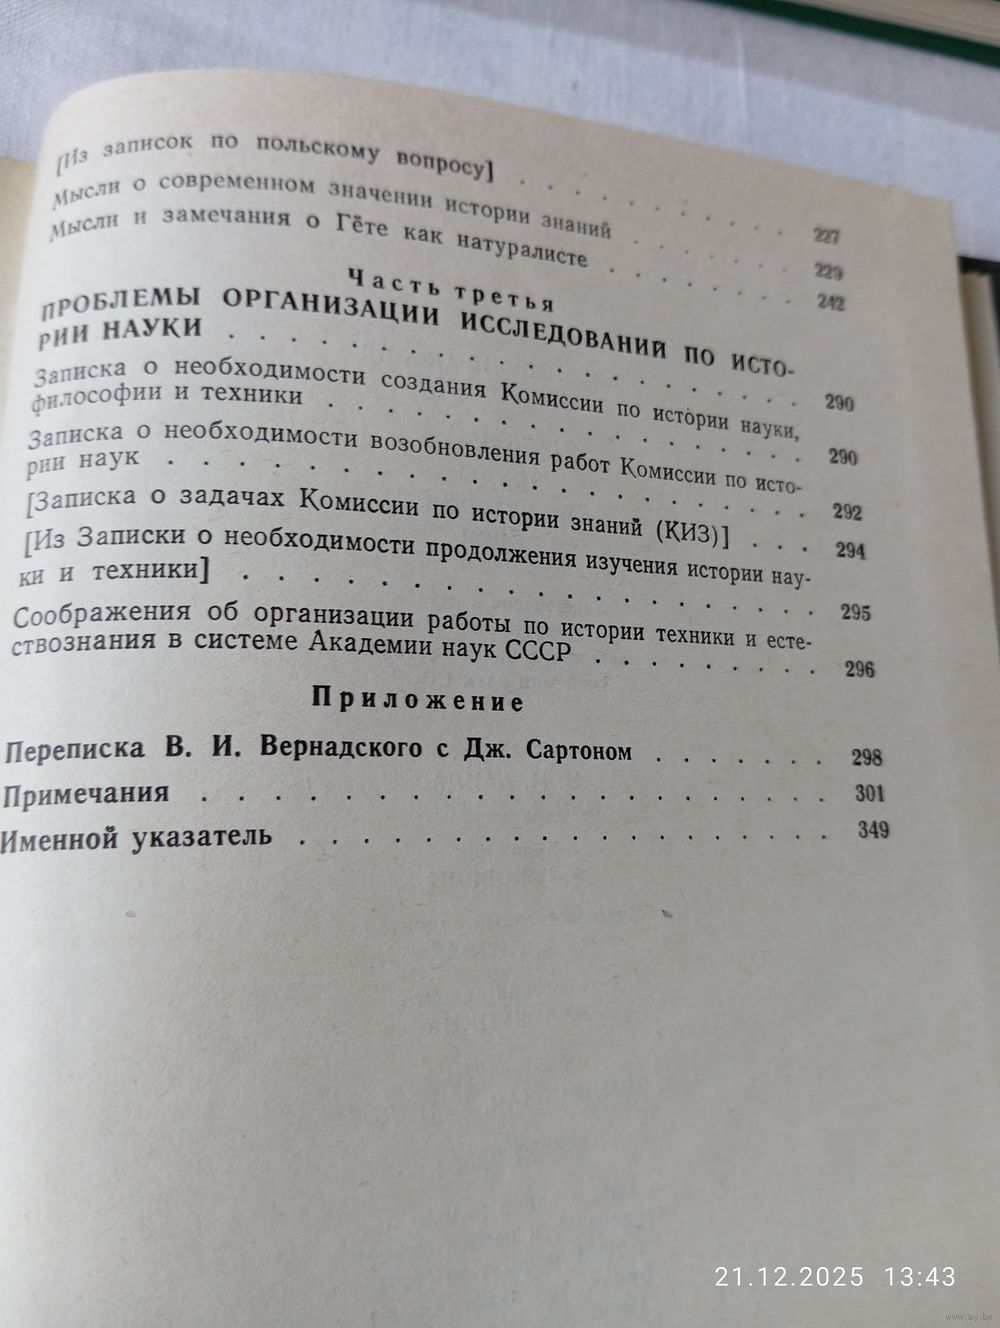 [Из записок по польскому вопросу] . . . . . . . . . 227
Мысли о современном значении истории знаний . . . . . . 229
Мысли и замечания о Гёте как натуралисте . . . . . . . 242
Часть третья
ПРОБЛЕМЫ ОРГАНИЗАЦИИ ИССЛЕДОВАНИЙ ПО ИСТО-
РИИ НАУКИ . . . . . . . . . . . . . . . . . 290
Записка о необходимости создания Комиссии по истории науки,
философии и техники . . . . . . . . . . . . . . 290
Записка о необходимости возобновления работ Комиссии по исто-
рии наук . . . . . . . . . . . . . . . . . . 292
[Записка о задачах Комиссии по истории знаний (КИЗ)] . . . 294
[Из Записки о необходимости продолжения изучения истории нау-
ки и техники] . . . . . . . . . . . . . . . . . 295
Соображения об организации работы по истории техники и есте-
ствознания в системе Академии наук СССР . . . . . . . . 296
Приложение
Переписка В. И. Вернадского с Дж. Сартоном . . . . . . 298
Примечания . . . . . . . . . . . . . . . . . . 301
Именной указатель . . . . . . . . . . . . . . . 349
21.12.2025 13:43
www.ay.by